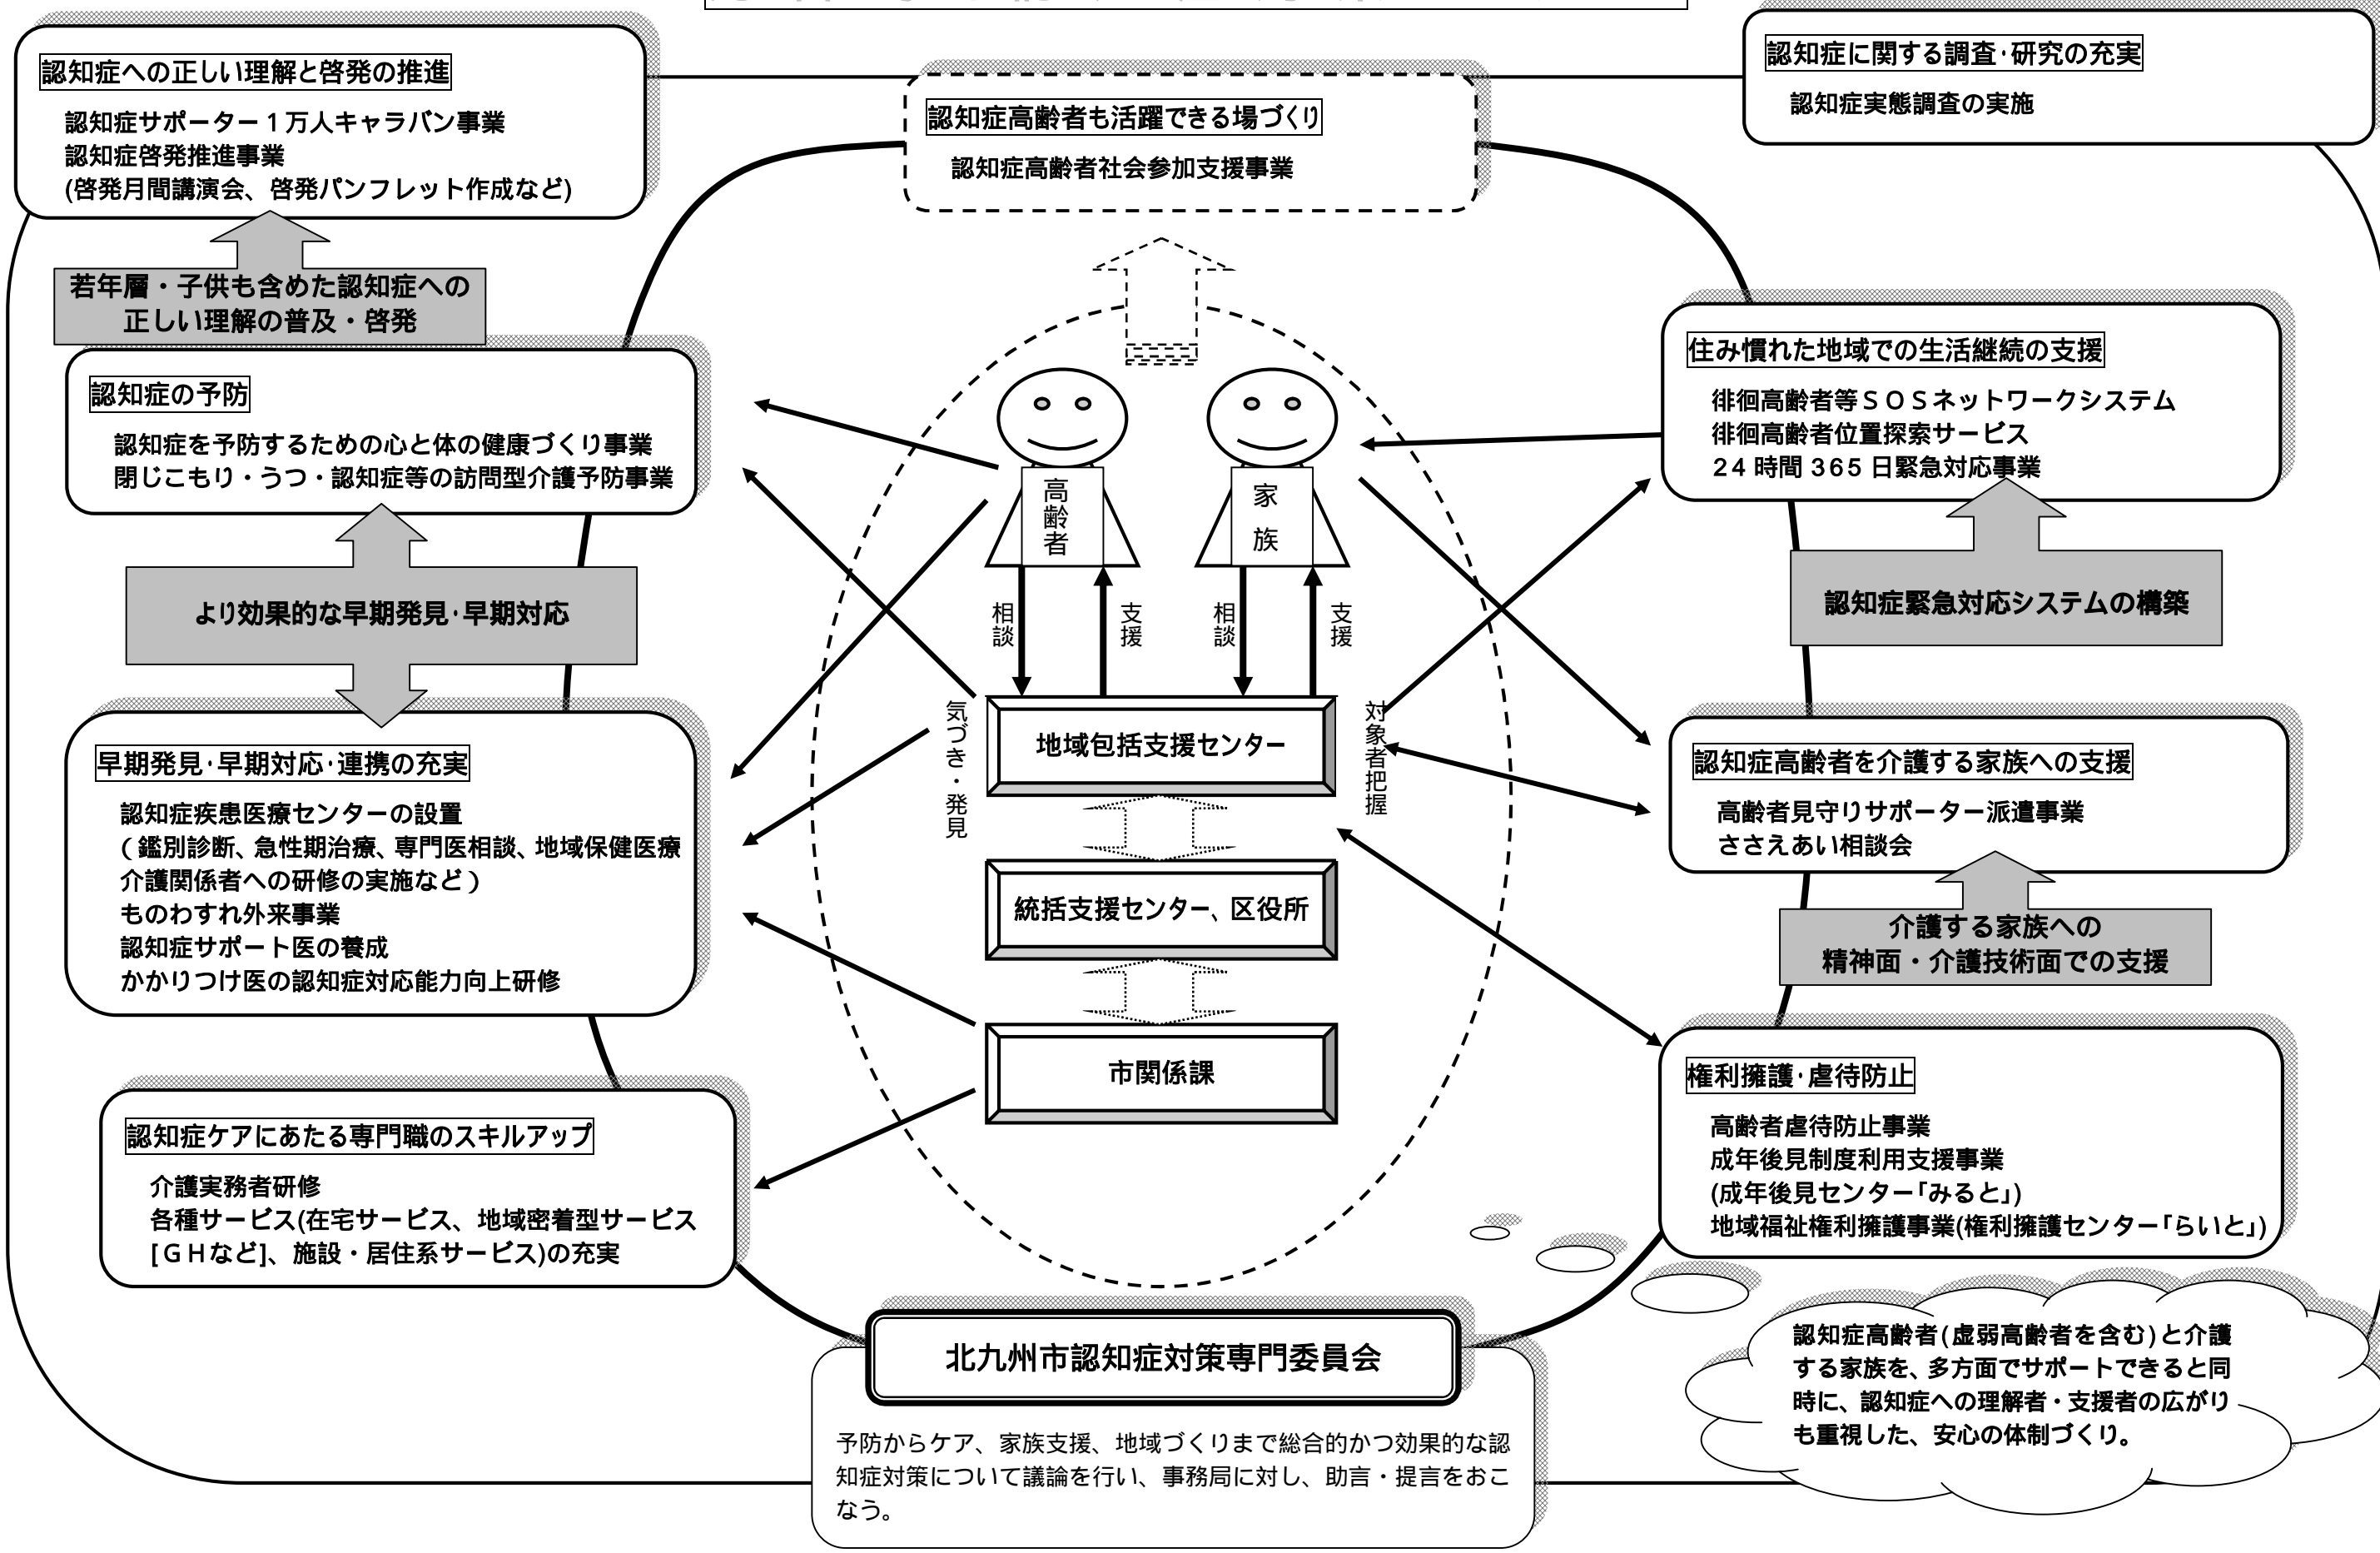 認知症への正しい理解と啓発の推進
認知症サポーター１万人キャラバン事業
認知症啓発推進事業
(啓発月間講演会、啓発パンフレット作成など)
認知症高齢者も活躍できる場づくり
認知症高齢者社会参加支援事業
認知症に関する調査・研究の充実
認知症実態調査の実施
若年層・子供も含めた認知症への
正しい理解の普及・啓発
認知症の予防
認知症を予防するための心と体の健康づくり事業
閉じこもり・うつ・認知症等の訪問型介護予防事業
より効果的な早期発見・早期対応
早期発見・早期対応・連携の充実
認知症疾患医療センターの設置
（鑑別診断、急性期治療、専門医相談、地域保健医療
介護関係者への研修の実施など）
ものわすれ外来事業
認知症サポート医の養成
かかりつけ医の認知症対応能力向上研修
認知症ケアにあたる専門職のスキルアップ
介護実務者研修
各種サービス(在宅サービス、地域密着型サービス
[ＧＨなど]、施設・居住系サービス)の充実
高齢者
家族
相談
支援
相談
支援
気づき・発見
対象者把握
地域包括支援センター
統括支援センター、区役所
市関係課
住み慣れた地域での生活継続の支援
徘徊高齢者等ＳＯＳネットワークシステム
徘徊高齢者位置探索サービス
24時間365日緊急対応事業
認知症緊急対応システムの構築
認知症高齢者を介護する家族への支援
高齢者見守りサポーター派遣事業
ささえあい相談会
介護する家族への
精神面・介護技術面での支援
権利擁護・虐待防止
高齢者虐待防止事業
成年後見制度利用支援事業
(成年後見センター「みると」)
地域福祉権利擁護事業(権利擁護センター「らいと」)
北九州市認知症対策専門委員会
予防からケア、家族支援、地域づくりまで総合的かつ効果的な認
知症対策について議論を行い、事務局に対し、助言・提言をおこ
なう。
認知症高齢者(虚弱高齢者を含む)と介護
する家族を、多方面でサポートできると同
時に、認知症への理解者・支援者の広がり
も重視した、安心の体制づくり。